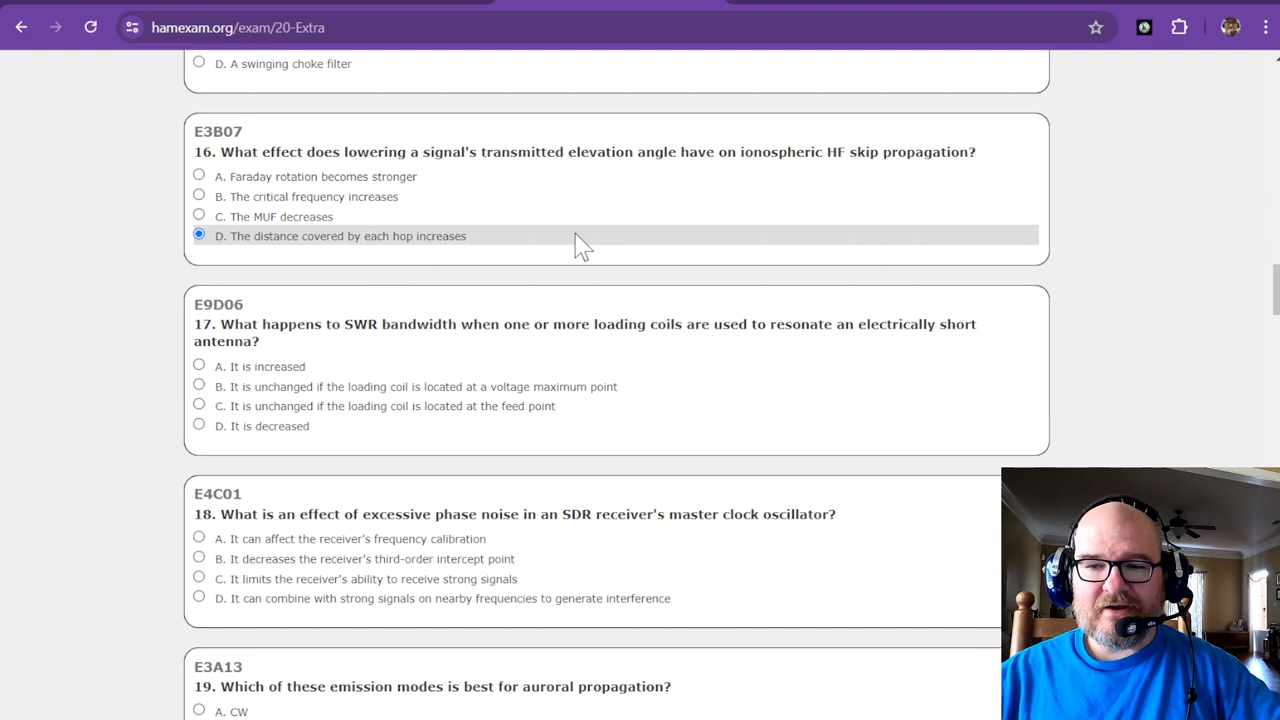 hamexam.org/exam/20-Extra
D. A swinging choke filter
E3B07
16. What effect does lowering a signal's transmitted elevation angle have on ionospheric HF skip propagation?
A. Faraday rotation becomes stronger
B. The critical frequency increases
C. The MUF decreases
D. The distance covered by each hop increases
E9D06
17. What happens to SWR bandwidth when one or more loading coils are used to resonate an electrically short
antenna?
A. It is increased
B. It is unchanged if the loading coil is located at a voltage maximum point
C. It is unchanged if the loading coil is located at the feed point
D. It is decreased
E4C01
18. What is an effect of excessive phase noise in an SDR receiver's master clock oscillator?
A. It can affect the receiver's frequency calibration
B. It decreases the receiver's third-order intercept point
C. It limits the receiver's ability to receive strong signals
D. It can combine with strong signals on nearby frequencies to generate interference
E3A13
19. Which of these emission modes is best for auroral propagation?
A. CW